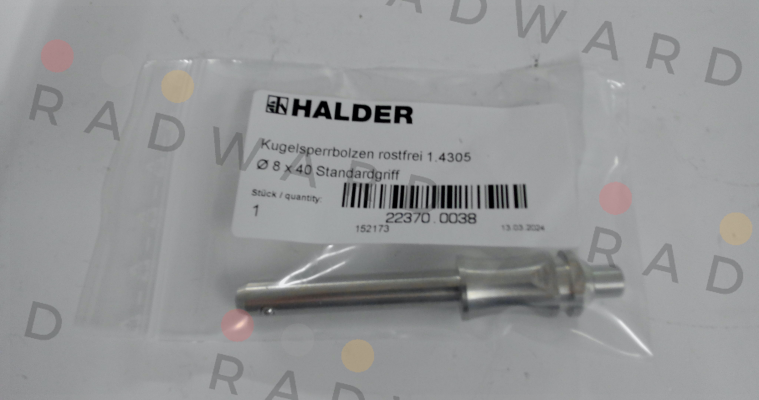 HALDER
Kugelsperrbolzen rostfrei 1.4305
Ø 8 x 40 Standardgriff
Stück / quantity:
1
22370.0038
152173 13.03.2024
RADWARD
RADWARD
RAD
D
RAD